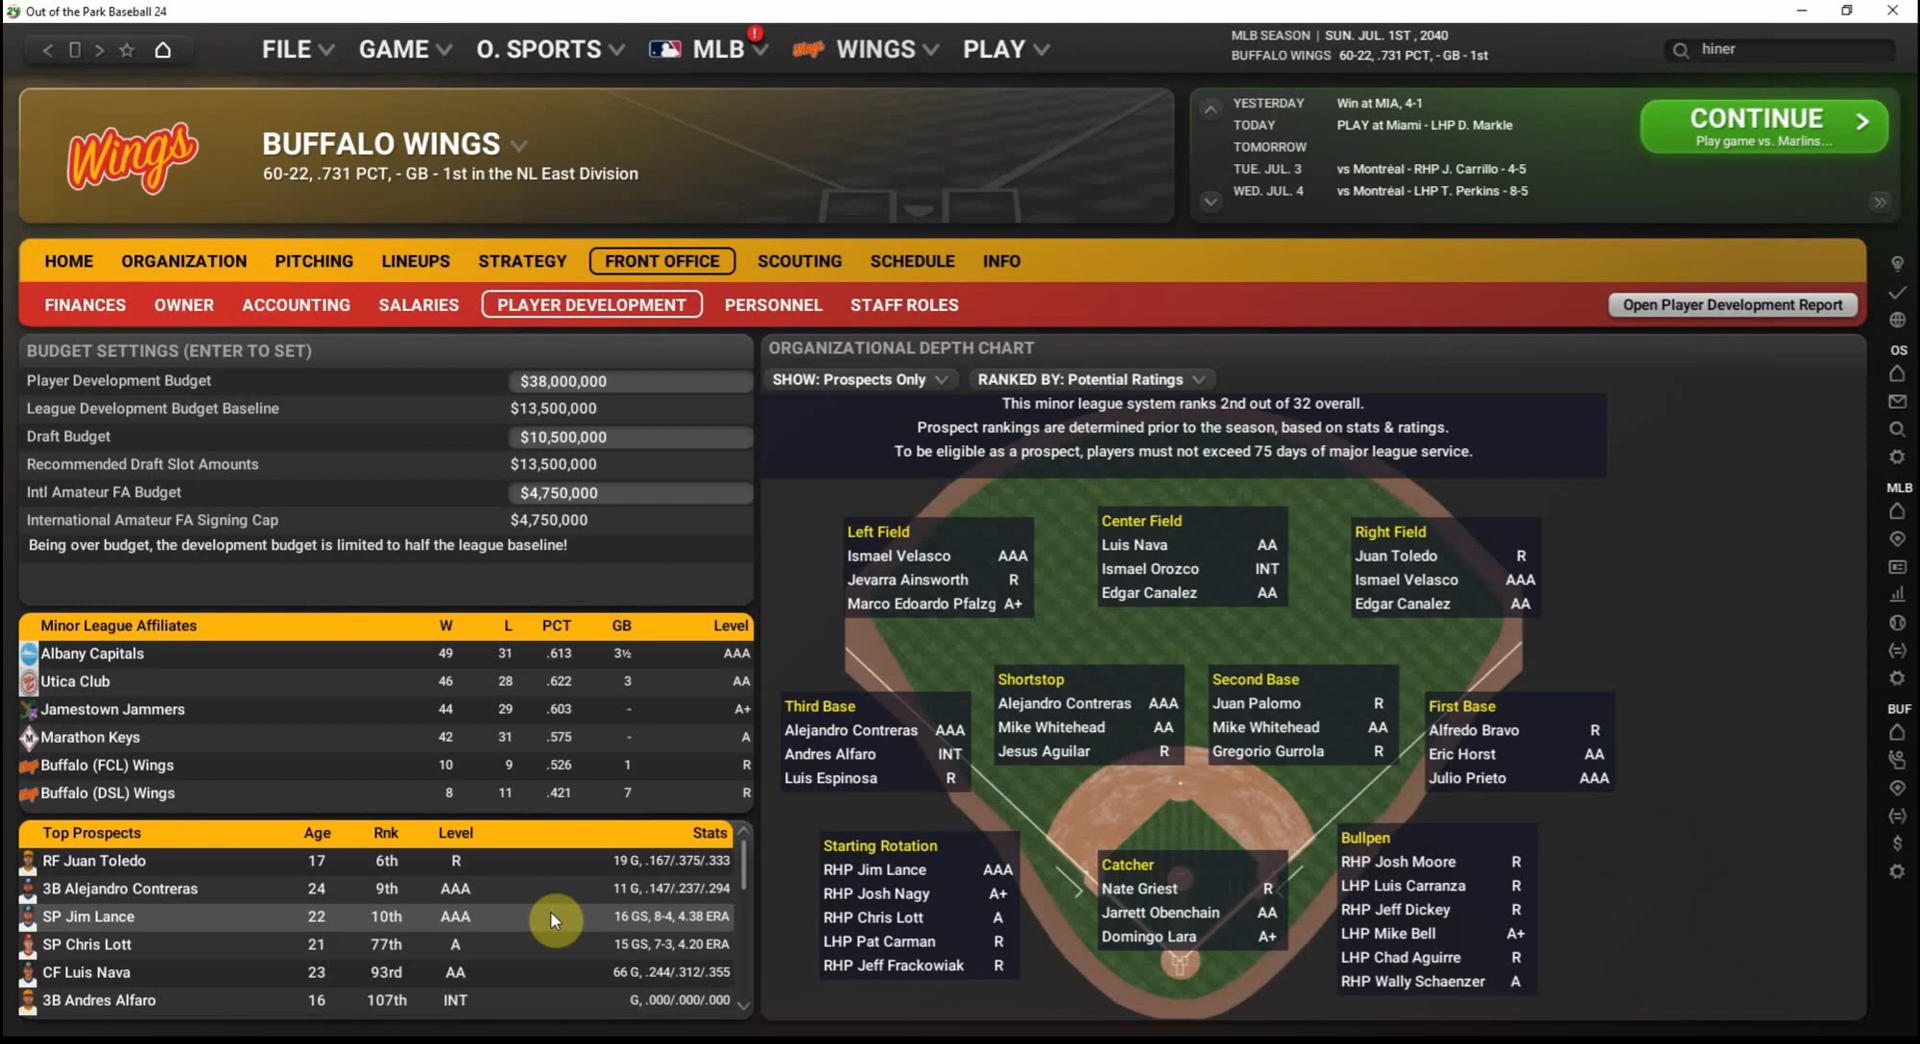 Out of the Park Baseball 24
FILE GAME O. SPORTS MLB WINGS PLAY
MLB SEASON | SUN. JUL. 1ST , 2040
BUFFALO WINGS 60-22, .731 PCT, - GB - 1st
hiner
Wings
BUFFALO WINGS
60-22, .731 PCT, - GB - 1st in the NL East Division
YESTERDAY Win at MIA, 4-1
TODAY PLAY at Miami - LHP D. Markle
TOMORROW
TUE. JUL. 3 vs Montréal - RHP J. Carrillo - 4-5
WED. JUL. 4 vs Montréal - LHP T. Perkins - 8-5
CONTINUE
Play game vs. Marlins...
HOME ORGANIZATION PITCHING LINEUPS STRATEGY FRONT OFFICE SCOUTING SCHEDULE INFO
FINANCES OWNER ACCOUNTING SALARIES PLAYER DEVELOPMENT PERSONNEL STAFF ROLES
Open Player Development Report
BUDGET SETTINGS (ENTER TO SET)
Player Development Budget $38,000,000
League Development Budget Baseline $13,500,000
Draft Budget $10,500,000
Recommended Draft Slot Amounts $13,500,000
Intl Amateur FA Budget $4,750,000
International Amateur FA Signing Cap $4,750,000
Being over budget, the development budget is limited to half the league baseline!
Minor League Affiliates W L PCT GB Level
Albany Capitals 49 31 .613 3½ AAA
Utica Club 46 28 .622 3 AA
Jamestown Jammers 44 29 .603 - A+
Marathon Keys 42 31 .575 - A
Buffalo (FCL) Wings 10 9 .526 1 R
Buffalo (DSL) Wings 8 11 .421 7 R
Top Prospects Age Rnk Level Stats
RF Juan Toledo 17 6th R 19 G, .167/.375/.333
3B Alejandro Contreras 24 9th AAA 11 G, .147/.237/.294
SP Jim Lance 22 10th AAA 16 GS, 8-4, 4.38 ERA
SP Chris Lott 21 77th A 15 GS, 7-3, 4.20 ERA
CF Luis Nava 23 93rd AA 66 G, .244/.312/.355
3B Andres Alfaro 16 107th INT G, .000/.000/.000
ORGANIZATIONAL DEPTH CHART
SHOW: Prospects Only RANKED BY: Potential Ratings
This minor league system ranks 2nd out of 32 overall.
Prospect rankings are determined prior to the season, based on stats & ratings.
To be eligible as a prospect, players must not exceed 75 days of major league service.
Left Field
Ismael Velasco AAA
Jevarra Ainsworth R
Marco Edoardo Pfalzg A+
Center Field
Luis Nava AA
Ismael Orozco INT
Edgar Canalez AA
Right Field
Juan Toledo R
Ismael Velasco AAA
Edgar Canalez AA
Third Base
Alejandro Contreras AAA
Andres Alfaro INT
Luis Espinosa R
Shortstop
Alejandro Contreras AAA
Mike Whitehead AA
Jesus Aguilar R
Second Base
Juan Palomo R
Mike Whitehead AA
Gregorio Gurrola R
First Base
Alfredo Bravo R
Eric Horst AA
Julio Prieto AAA
Starting Rotation
RHP Jim Lance AAA
RHP Josh Nagy A+
RHP Chris Lott A
LHP Pat Carman R
RHP Jeff Frackowiak R
Catcher
Nate Griest R
Jarrett Obenchain AA
Domingo Lara A+
Bullpen
RHP Josh Moore R
LHP Luis Carranza R
RHP Jeff Dickey R
LHP Mike Bell A+
LHP Chad Aguirre R
RHP Wally Schaenzer A
OS
MLB
BUF